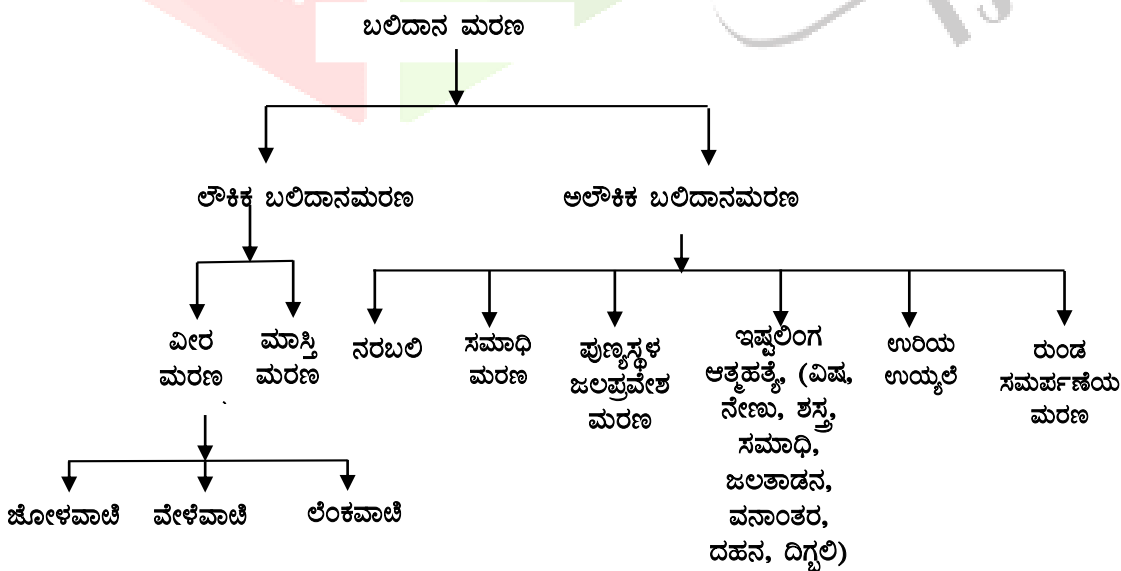 ಬಲಿದಾನ ಮರಣ
ಲೌಕಿಕ ಬಲಿದಾನಮರಣ
ಅಲೌಕಿಕ ಬಲಿದಾನಮರಣ
ವೀರ
ಮರಣ
ಮಾಸ್ತಿ
ಮರಣ
ನರಬಲಿ
ಸಮಾಧಿ
ಮರಣ
ಪುಣ್ಯಸ್ಥಳ
ಜಲಪ್ರವೇಶ
ಮರಣ
ಇಷ್ಟಲಿಂಗ
ಆತ್ಮಹತ್ಯೆ, (ವಿಷ,
ನೇಣು, ಶಸ್ತ್ರ,
ಸಮಾಧಿ,
ಜಲತಾಡನ,
ವನಾಂತರ,
ದಹನ, ದಿಗ್ಬಲಿ)
ಉರಿಯ
ಉಯ್ಯಲೆ
ರುಂಡ
ಸಮರ್ಪಣೆಯ
ಮರಣ
ಜೋಳವಾಟಿ
ವೇಳೆವಾಟಿ
ಲೆಂಕವಾಟಿ